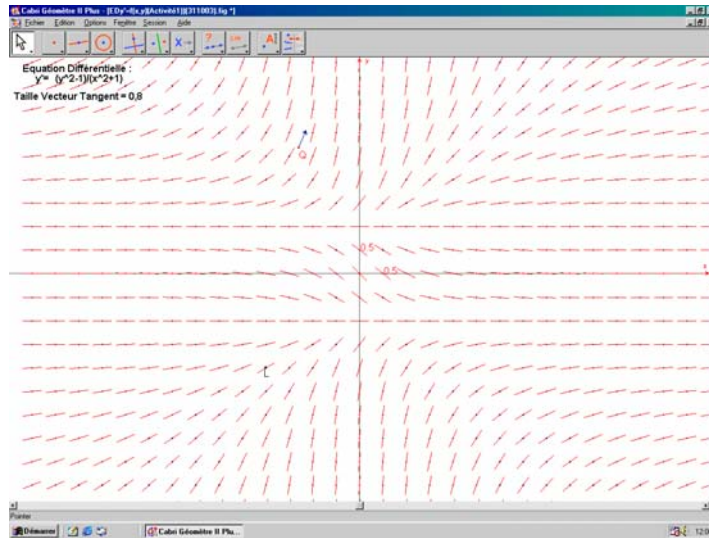 Cabri Géomètre II Plus - [EDy'=f(x,y)(Activité1)[311003].fig *]
Fichier Edition Options Fenêtre Session Aide
Equation Différentielle :
y'= (y^2-1)/(x^2+1)
Taille Vecteur Tangent = 0,8
y
Q
0.5
0.5
x
Pointer
Démarrer
Cabri Géomètre II Plu...